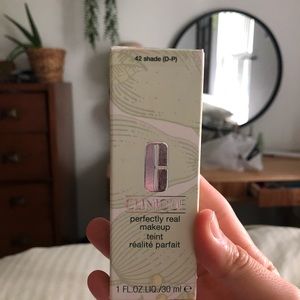 42 shade (D-P)
CLINIQUE
perfectly real
makeup
teint
réalité parfait
1 FL.OZ.LIQ./30 ml ℮